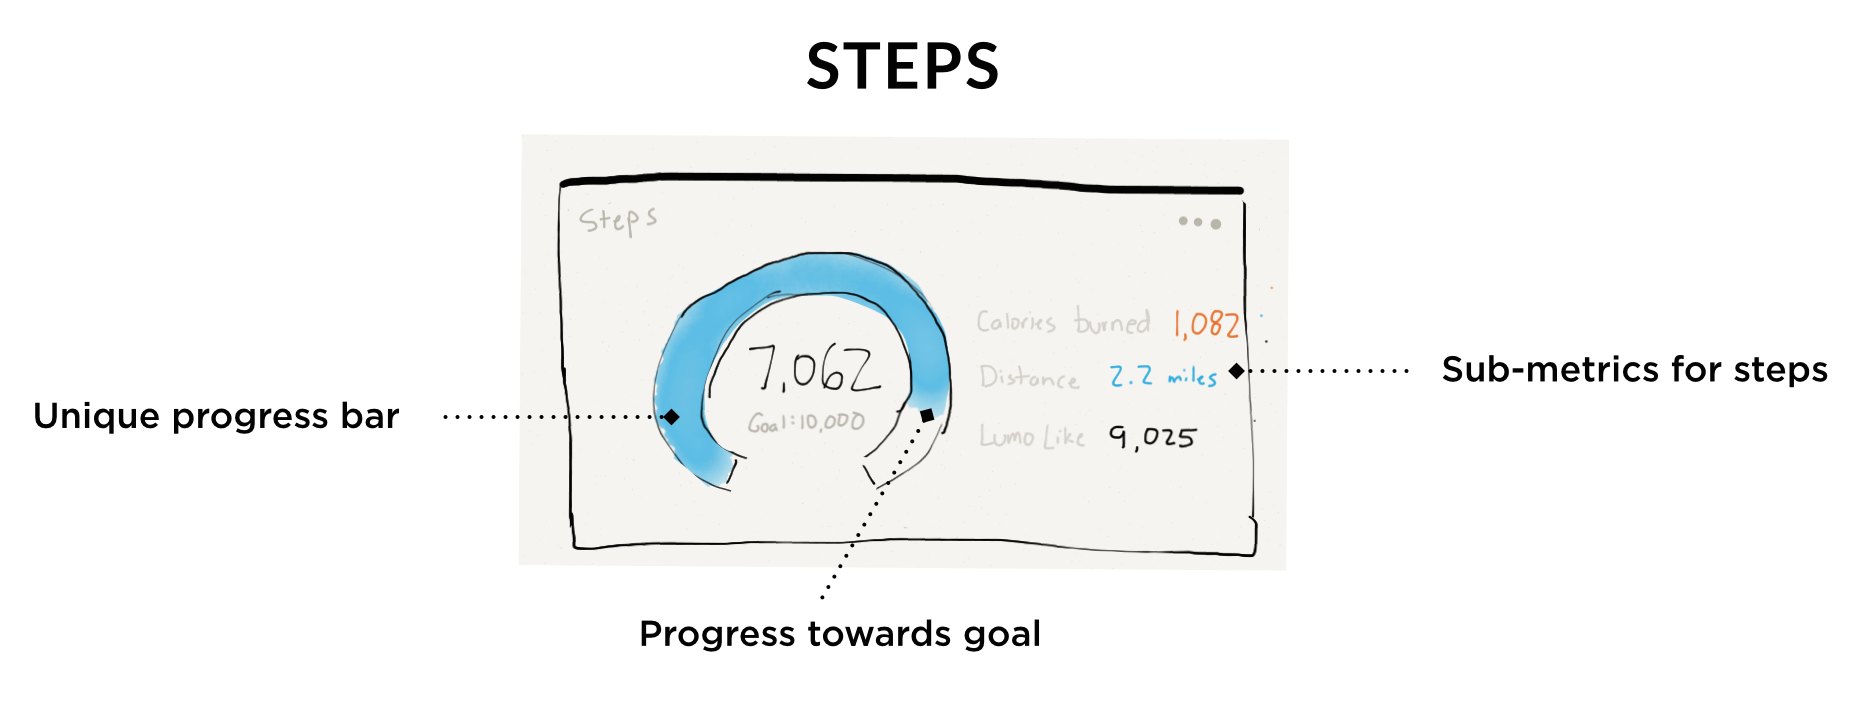 STEPS
Steps
Calories burned 1,082
7,062
Distance 2.2 miles
Sub-metrics for steps
Unique progress bar
Goal:10,000
Lumo Like 9,025
Progress towards goal